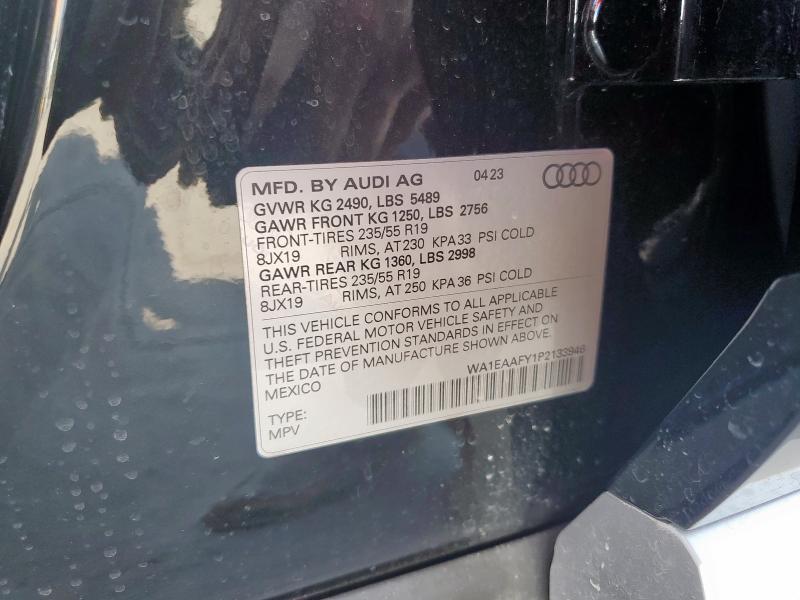 MFD. BY AUDI AG 04 23
GVWR KG 2490, LBS 5489
GAWR FRONT KG 1250, LBS 2756
FRONT-TIRES 235/55 R19
8JX19 RIMS, AT 230 KPA 33 PSI COLD
GAWR REAR KG 1360, LBS 2998
REAR-TIRES 235/55 R19
8JX19 RIMS, AT 250 KPA 36 PSI COLD
THIS VEHICLE CONFORMS TO ALL APPLICABLE
U.S. FEDERAL MOTOR VEHICLE SAFETY AND
THEFT PREVENTION STANDARDS IN EFFECT ON
THE DATE OF MANUFACTURE SHOWN ABOVE.
MEXICO
WA1EAAFY1P2133946
TYPE:
MPV